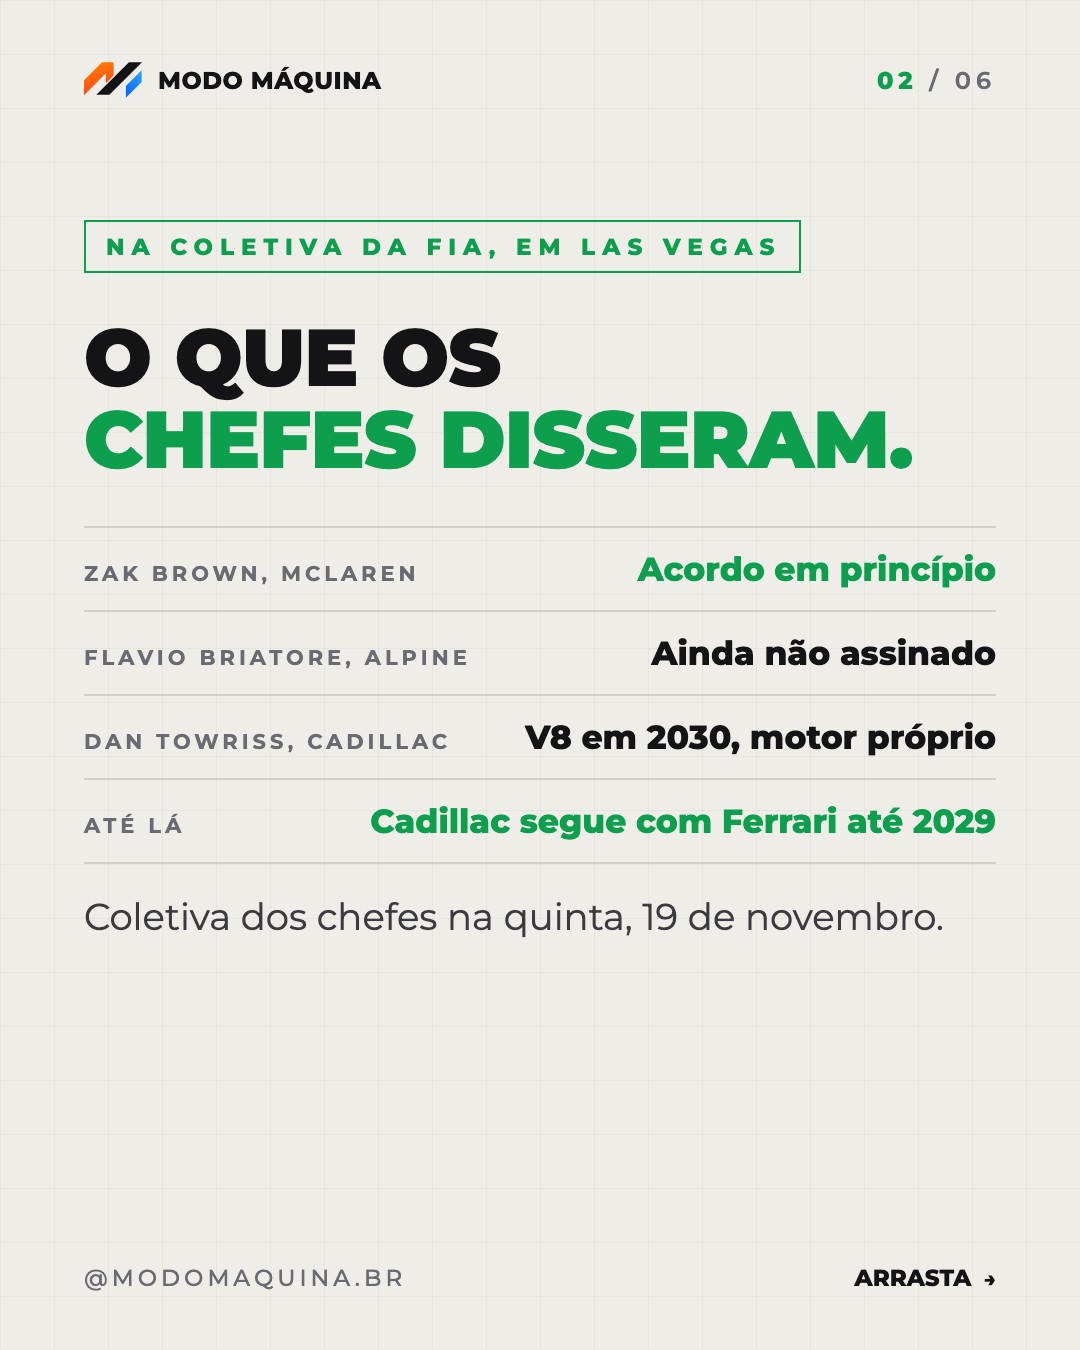 MODO MÁQUINA
02 / 06
NA COLETIVA DA FIA, EM LAS VEGAS
O QUE OS
CHEFES DISSERAM.
ZAK BROWN, MCLAREN
Acordo em princípio
FLAVIO BRIATORE, ALPINE
Ainda não assinado
DAN TOWRISS, CADILLAC
V8 em 2030, motor próprio
ATÉ LÁ
Cadillac segue com Ferrari até 2029
Coletiva dos chefes na quinta, 19 de novembro.
@MODOMAQUINA.BR
ARRASTA →